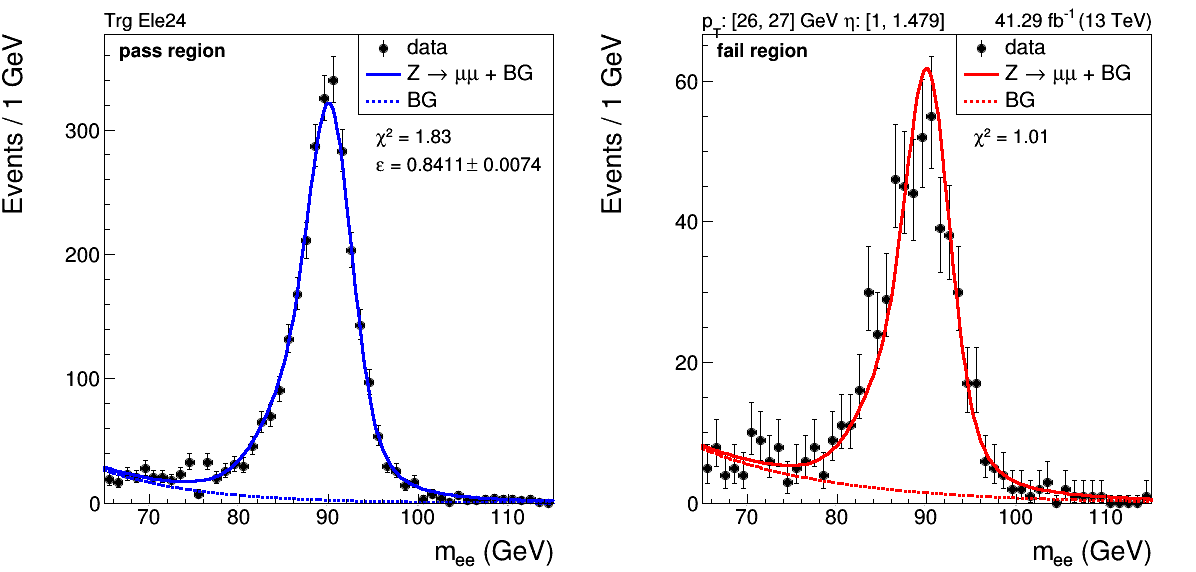 Trg Ele24
pass region
data
Z → μμ + BG
BG
χ² = 1.83
ε = 0.8411 ± 0.0074
Events / 1 GeV
0
100
200
300
70
80
90
100
110
m_ee (GeV)
p_T: [26, 27] GeV η: [1, 1.479]
41.29 fb⁻¹ (13 TeV)
fail region
data
Z → μμ + BG
BG
χ² = 1.01
Events / 1 GeV
0
20
40
60
70
80
90
100
110
m_ee (GeV)